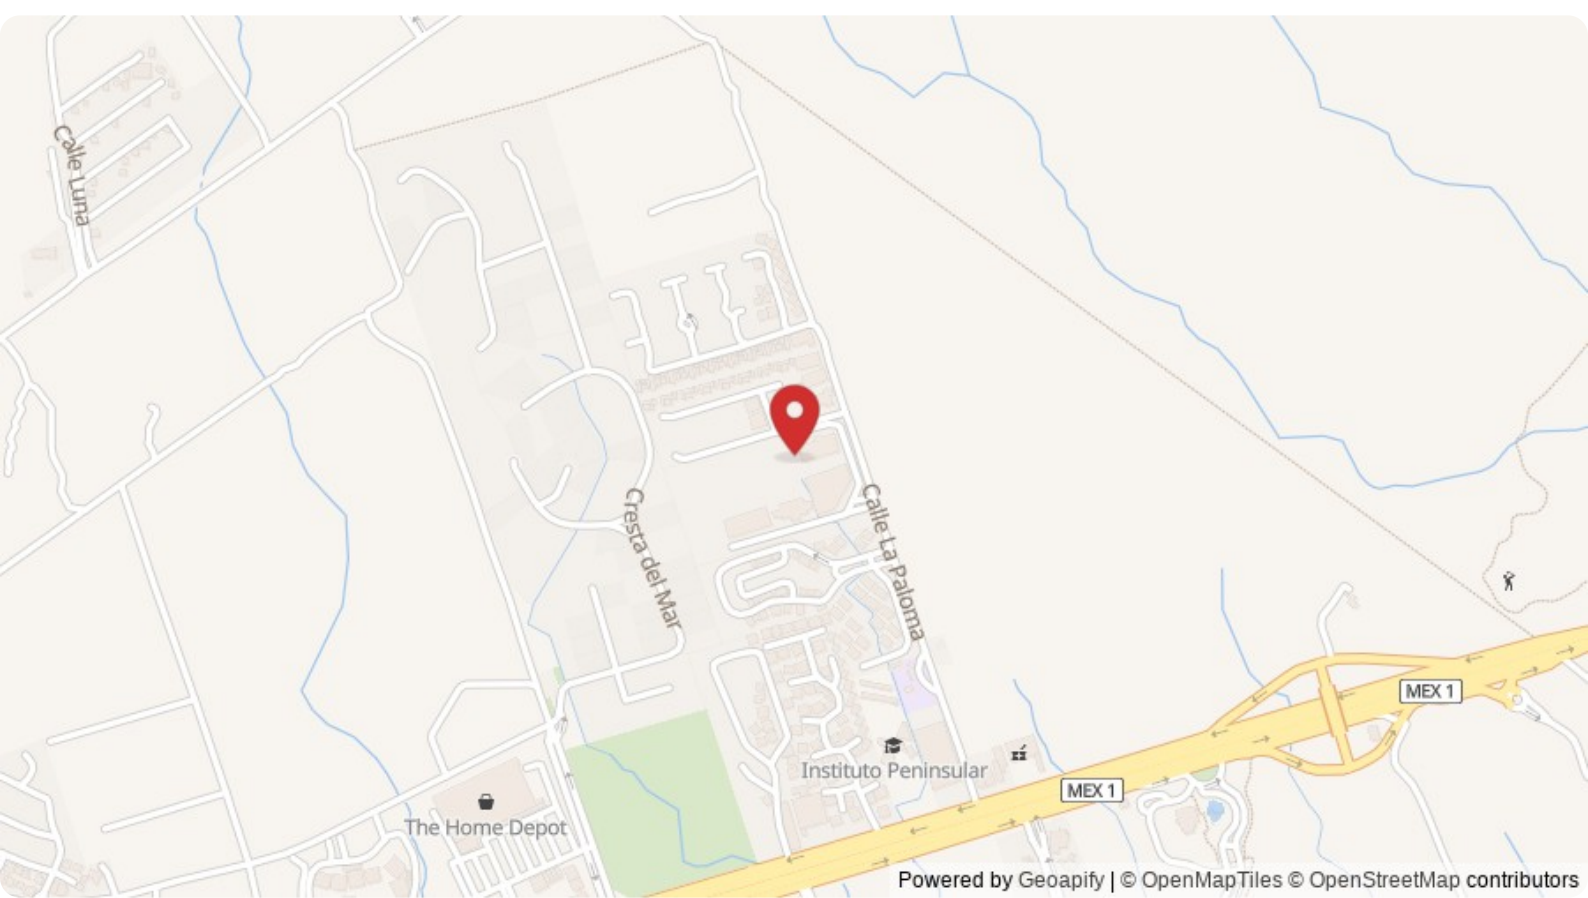 Calle Luna
Cresta del Mar
Calle La Paloma
MEX 1
Instituto Peninsular
MEX 1
The Home Depot
Powered by Geoapify | © OpenMapTiles © OpenStreetMap contributors